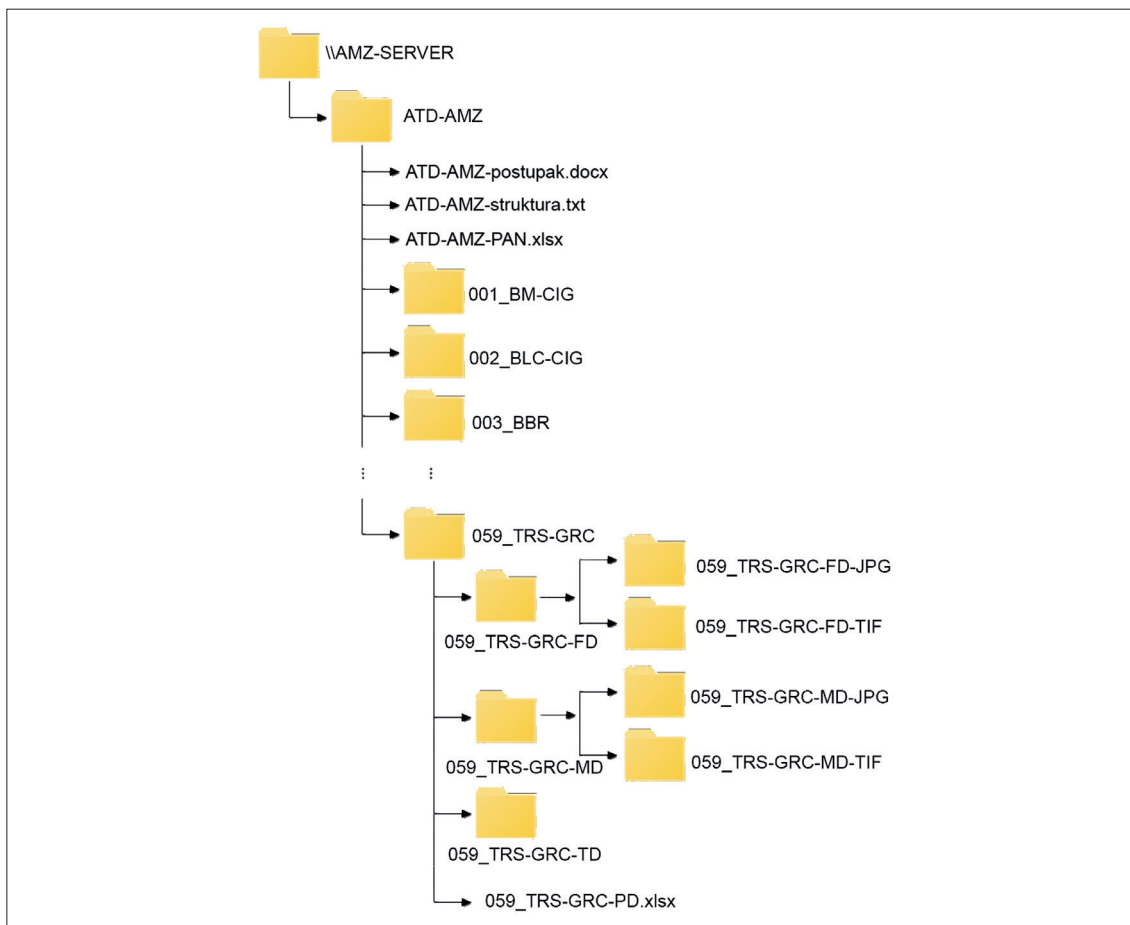 \\AMZ-SERVER
ATD-AMZ
ATD-AMZ-postupak.docx
ATD-AMZ-struktura.txt
ATD-AMZ-PAN.xlsx
001_BM-CIG
002_BLC-CIG
003_BBR
... ...
059_TRS-GRC
059_TRS-GRC-FD-JPG
059_TRS-GRC-FD-TIF
059_TRS-GRC-FD
059_TRS-GRC-MD-JPG
059_TRS-GRC-MD-TIF
059_TRS-GRC-MD
059_TRS-GRC-TD
059_TRS-GRC-PD.xlsx